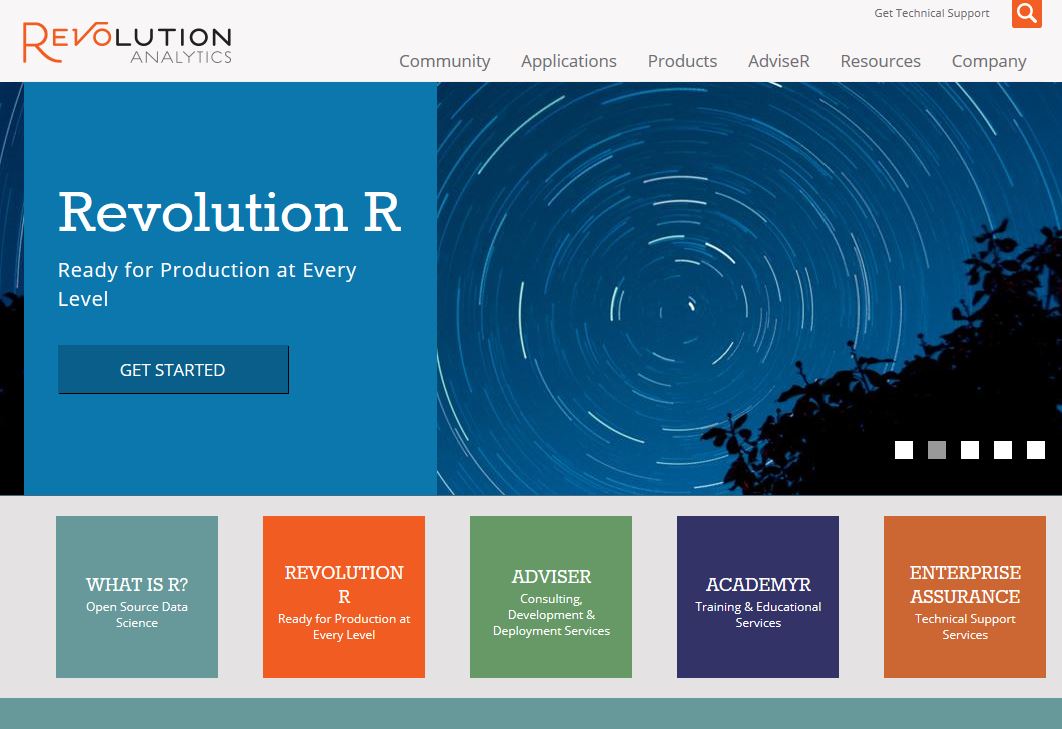 Get Technical Support
REVOLUTION
ANALYTICS
Community Applications Products AdviseR Resources Company
Revolution R
Ready for Production at Every
Level
GET STARTED
WHAT IS R?
Open Source Data
Science
REVOLUTION
R
Ready for Production at
Every Level
ADVISER
Consulting,
Development &
Deployment Services
ACADEMYR
Training & Educational
Services
ENTERPRISE
ASSURANCE
Technical Support
Services